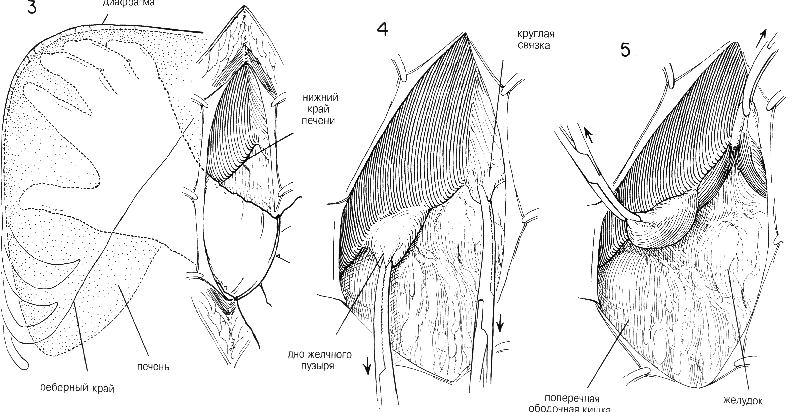 3
диафрагма
нижний
край
печени
печень
реберный край
4
круглая
связка
дно желчного
пузыря
5
поперечная
ободочная кишка
желудок